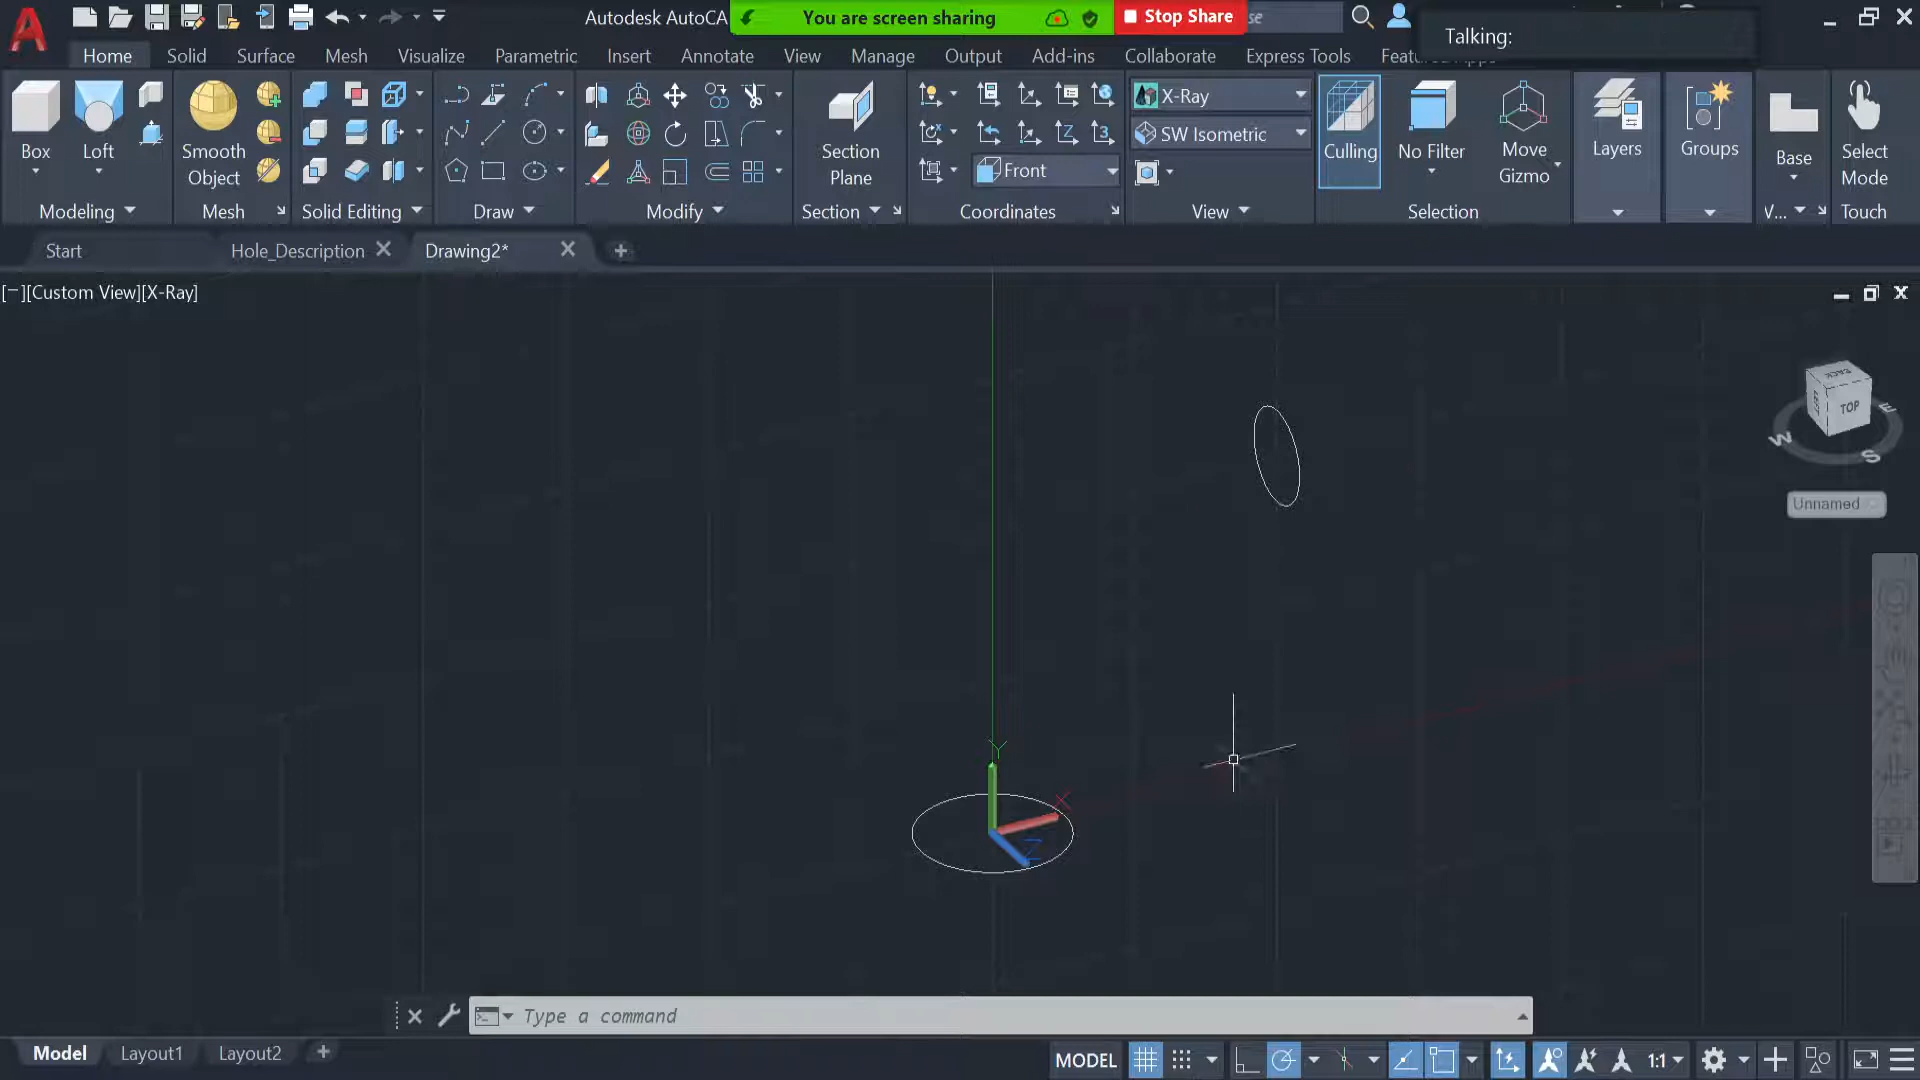 Autodesk AutoCA
You are screen sharing
Stop Share
se
Talking:
Home
Solid
Surface
Mesh
Visualize
Parametric
Insert
Annotate
View
Manage
Output
Add-ins
Collaborate
Express Tools
Box
Loft
Smooth
Object
Section
Plane
X-Ray
SW Isometric
Front
Culling
No Filter
Move
Gizmo
Layers
Groups
Base
Select
Mode
Modeling
Mesh
Solid Editing
Draw
Modify
Section
Coordinates
View
Selection
V...
Touch
Start
Hole_Description
Drawing2*
[−][Custom View][X-Ray]
BACK
LEFT
TOP
W
S
E
Unnamed
Y
X
Z
Type a command
Model
Layout1
Layout2
MODEL
1:1